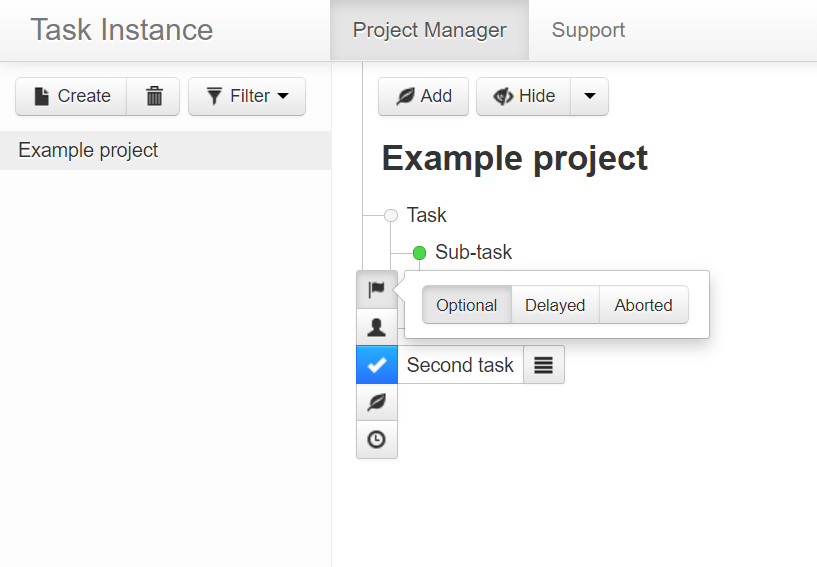 Task Instance
Project Manager
Support
Create
Filter
Add
Hide
Example project
Example project
Task
Sub-task
Optional
Delayed
Aborted
Second task